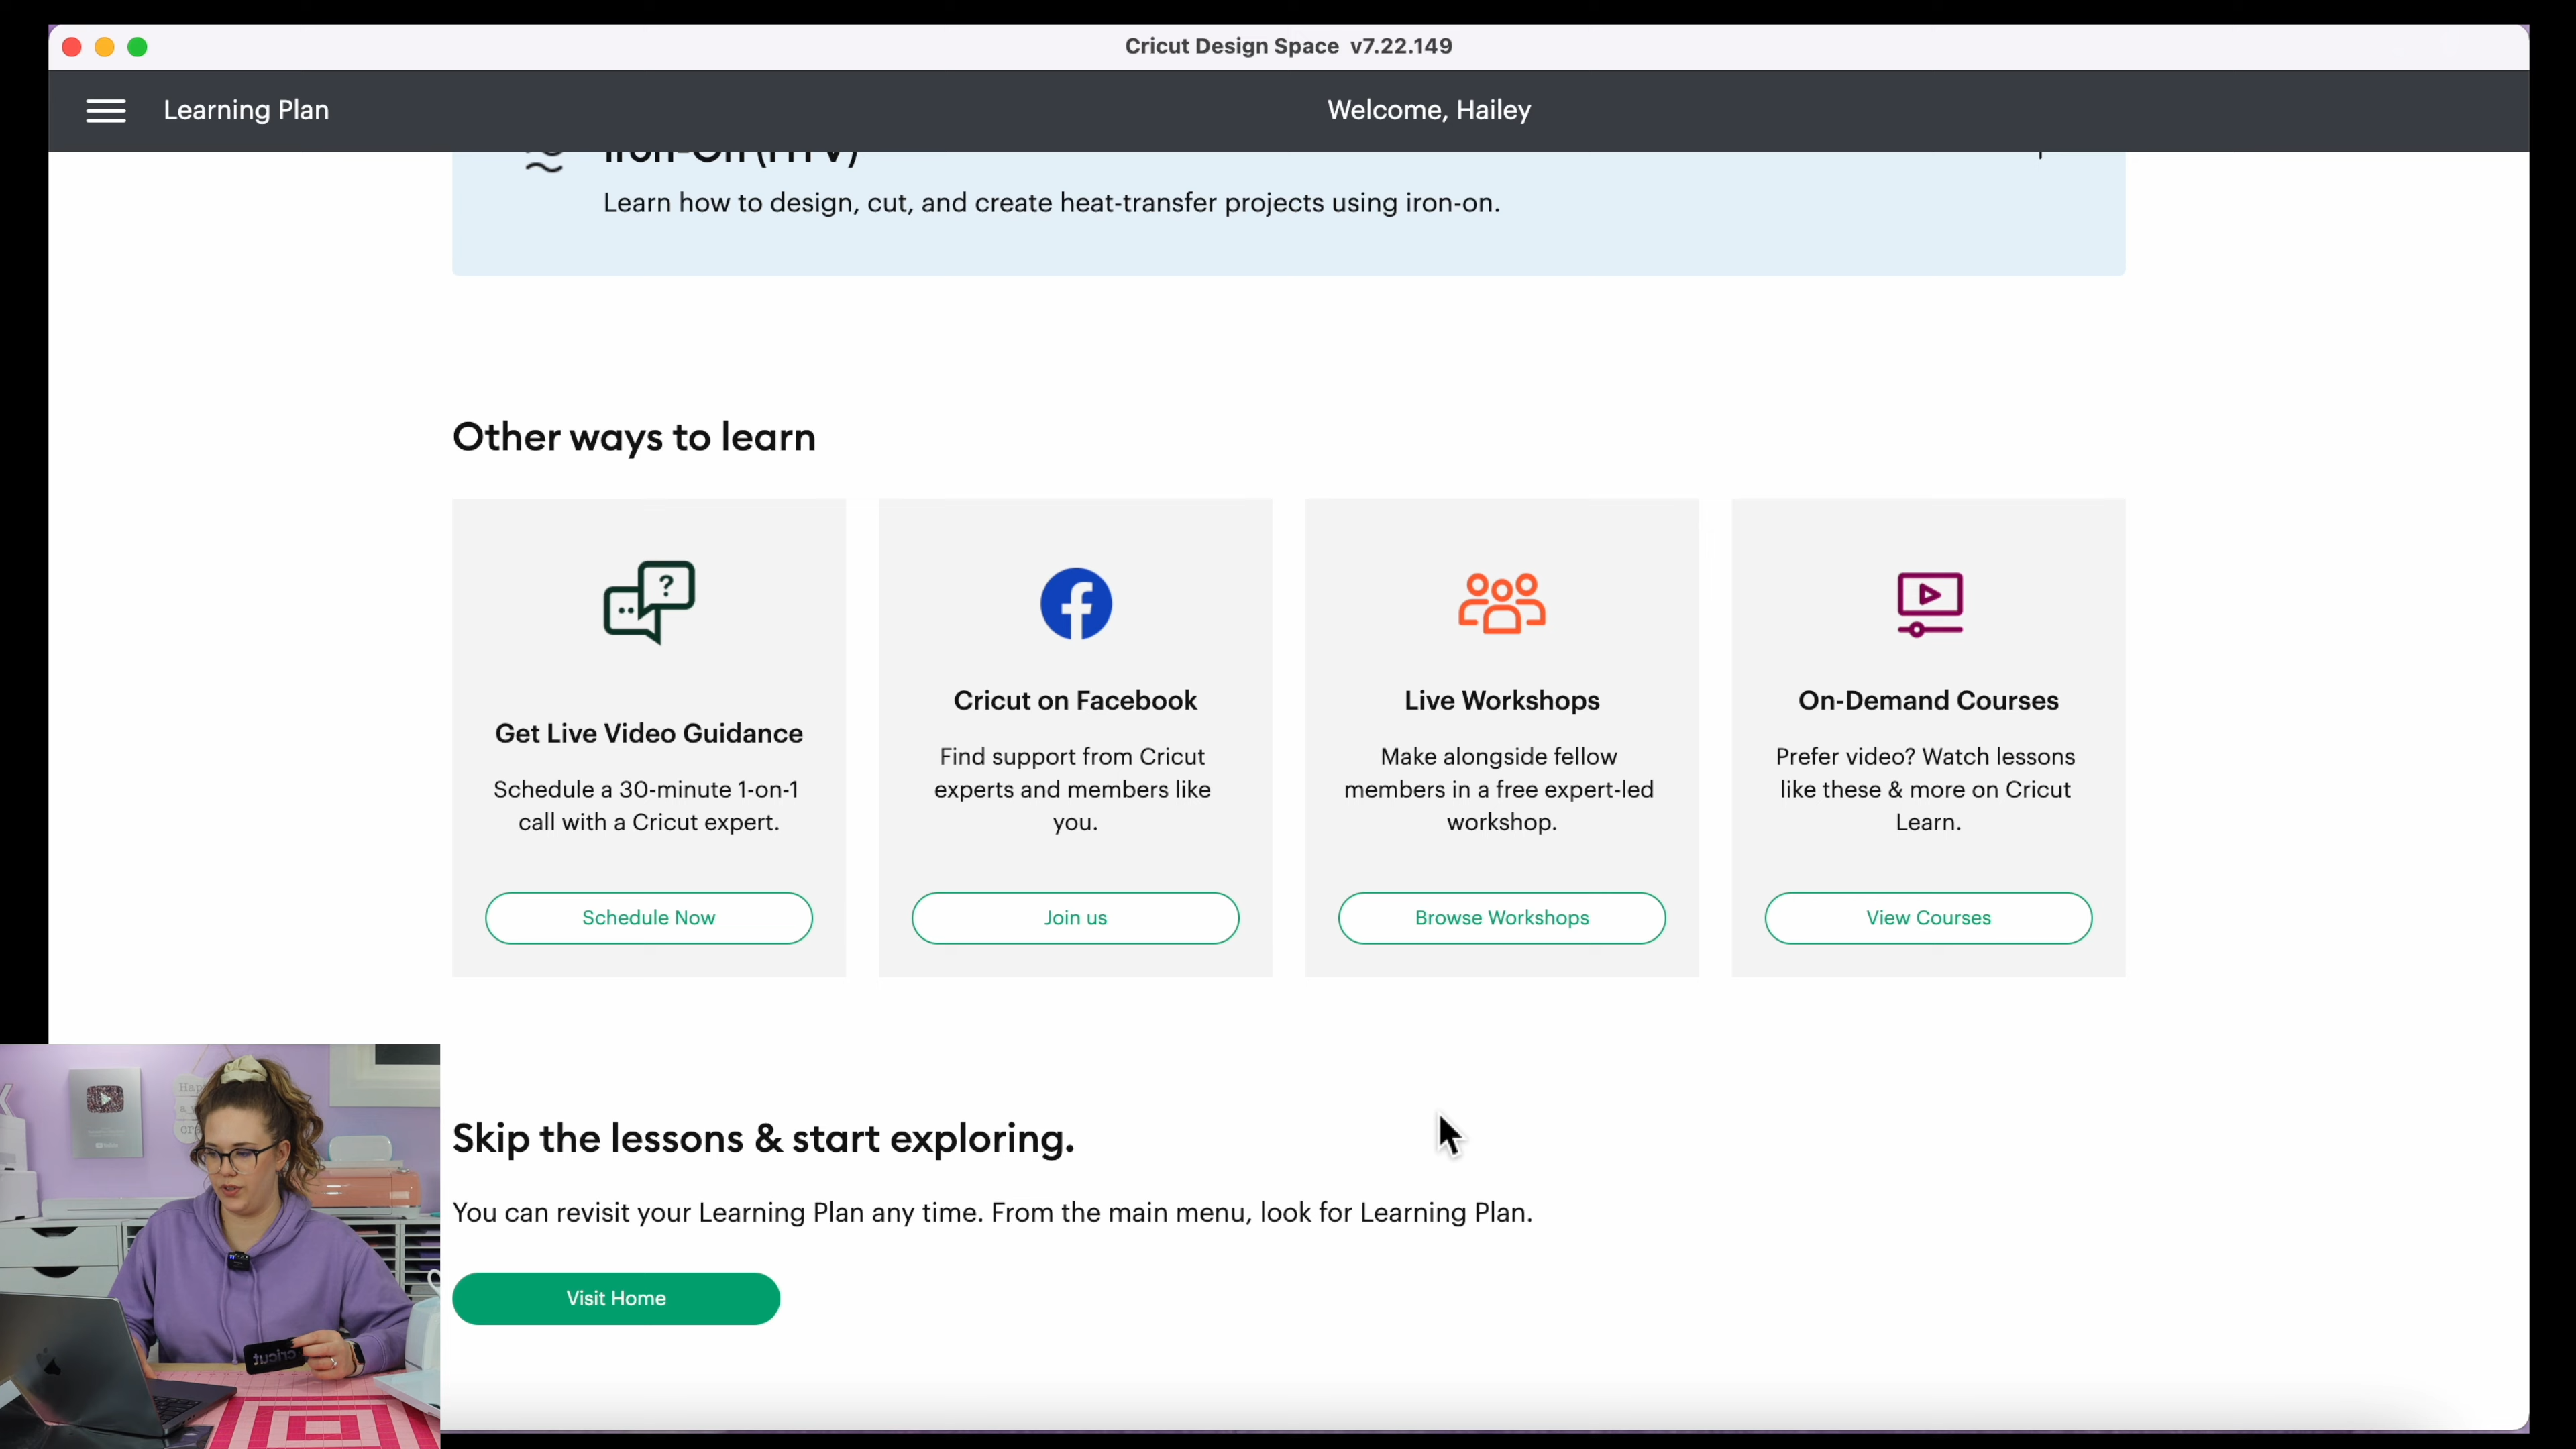 Cricut Design Space v7.22.149
Learning Plan
Welcome, Hailey
Iron-On (HTV)
Learn how to design, cut, and create heat-transfer projects using iron-on.
Other ways to learn
Get Live Video Guidance
Schedule a 30-minute 1-on-1
call with a Cricut expert.
Schedule Now
Cricut on Facebook
Find support from Cricut
experts and members like
you.
Join us
Live Workshops
Make alongside fellow
members in a free expert-led
workshop.
Browse Workshops
On-Demand Courses
Prefer video? Watch lessons
like these & more on Cricut
Learn.
View Courses
Skip the lessons & start exploring.
You can revisit your Learning Plan any time. From the main menu, look for Learning Plan.
Visit Home
cricut